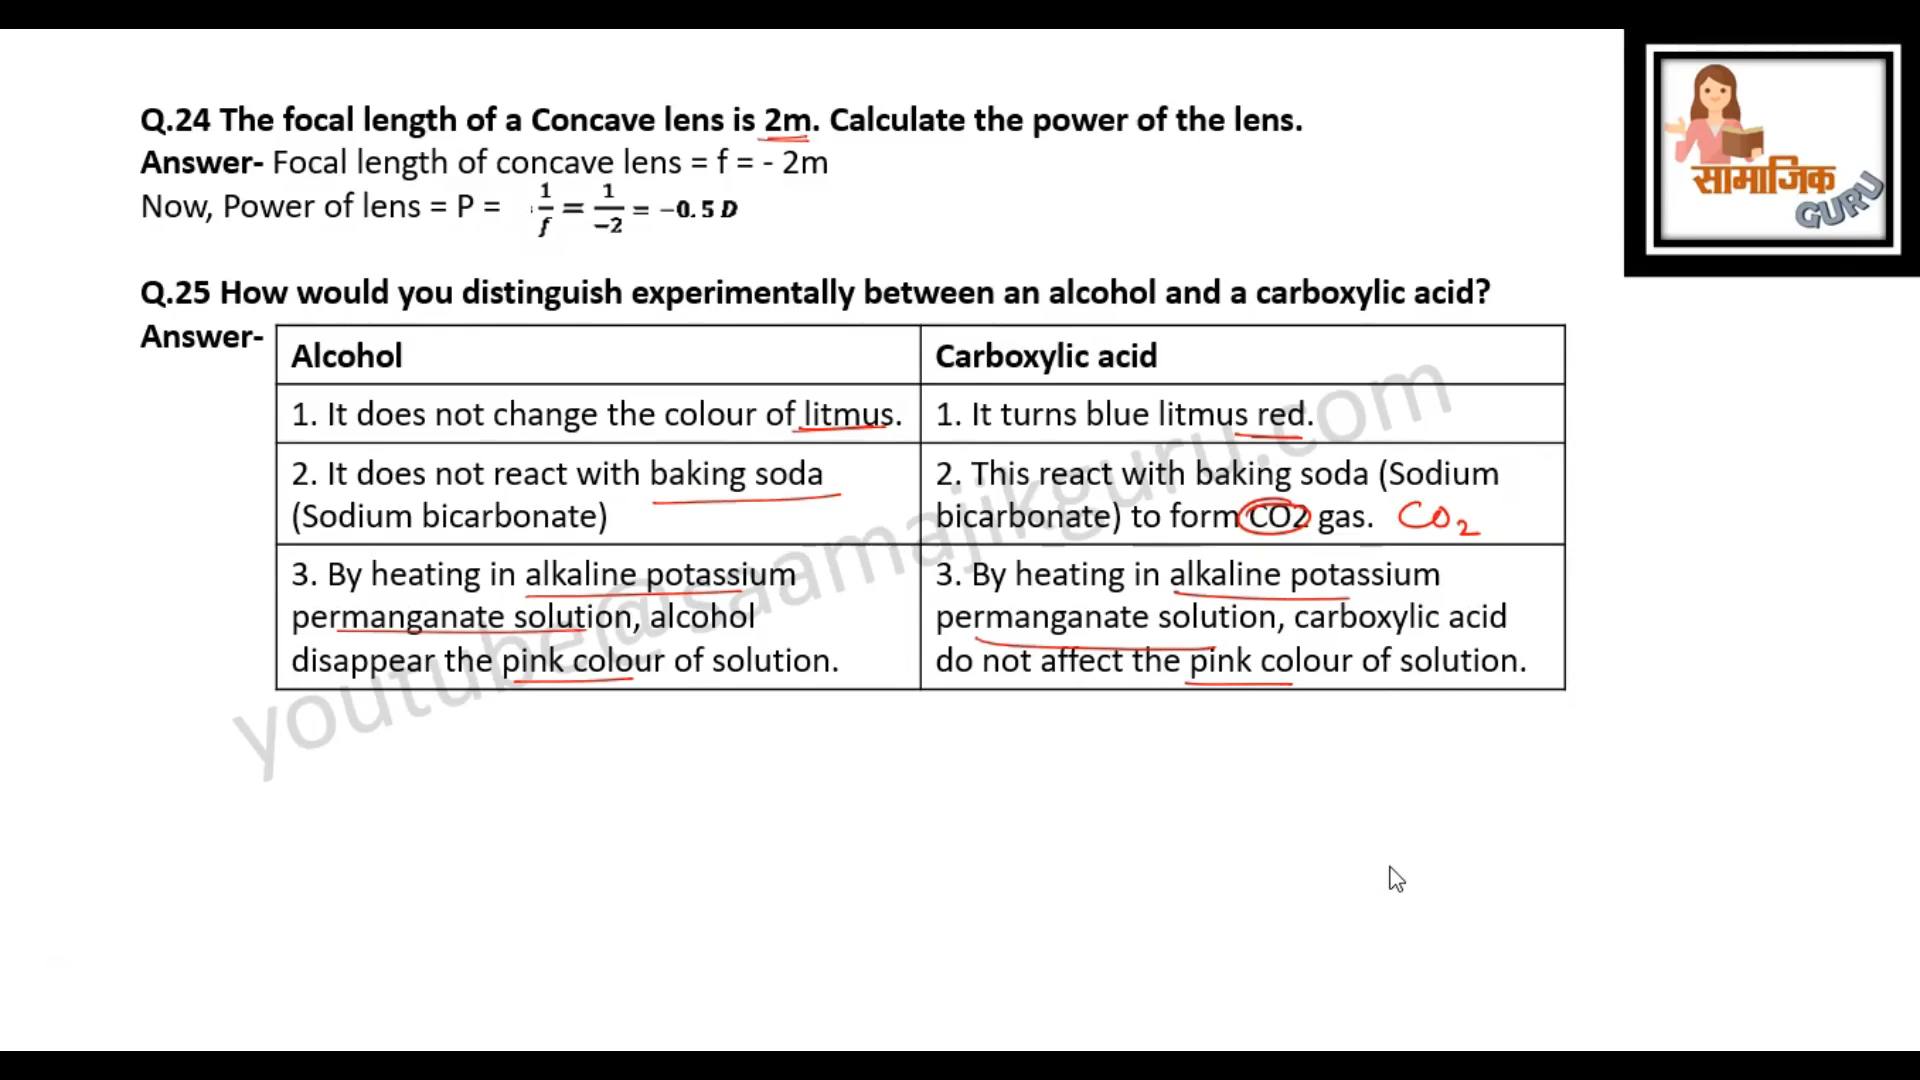 Q.24 The focal length of a Concave lens is 2m. Calculate the power of the lens.
Answer- Focal length of concave lens = f = - 2m
Now, Power of lens = P = 1/f = 1/−2 = −0.5 D
सामाजिक
GURU
Q.25 How would you distinguish experimentally between an alcohol and a carboxylic acid?
Answer-
Alcohol
Carboxylic acid
1. It does not change the colour of litmus.
1. It turns blue litmus red.
2. It does not react with baking soda
(Sodium bicarbonate)
2. This react with baking soda (Sodium
bicarbonate) to form CO2 gas. CO2
3. By heating in alkaline potassium
permanganate solution, alcohol
disappear the pink colour of solution.
3. By heating in alkaline potassium
permanganate solution, carboxylic acid
do not affect the pink colour of solution.
youtube@saamajikguru.com